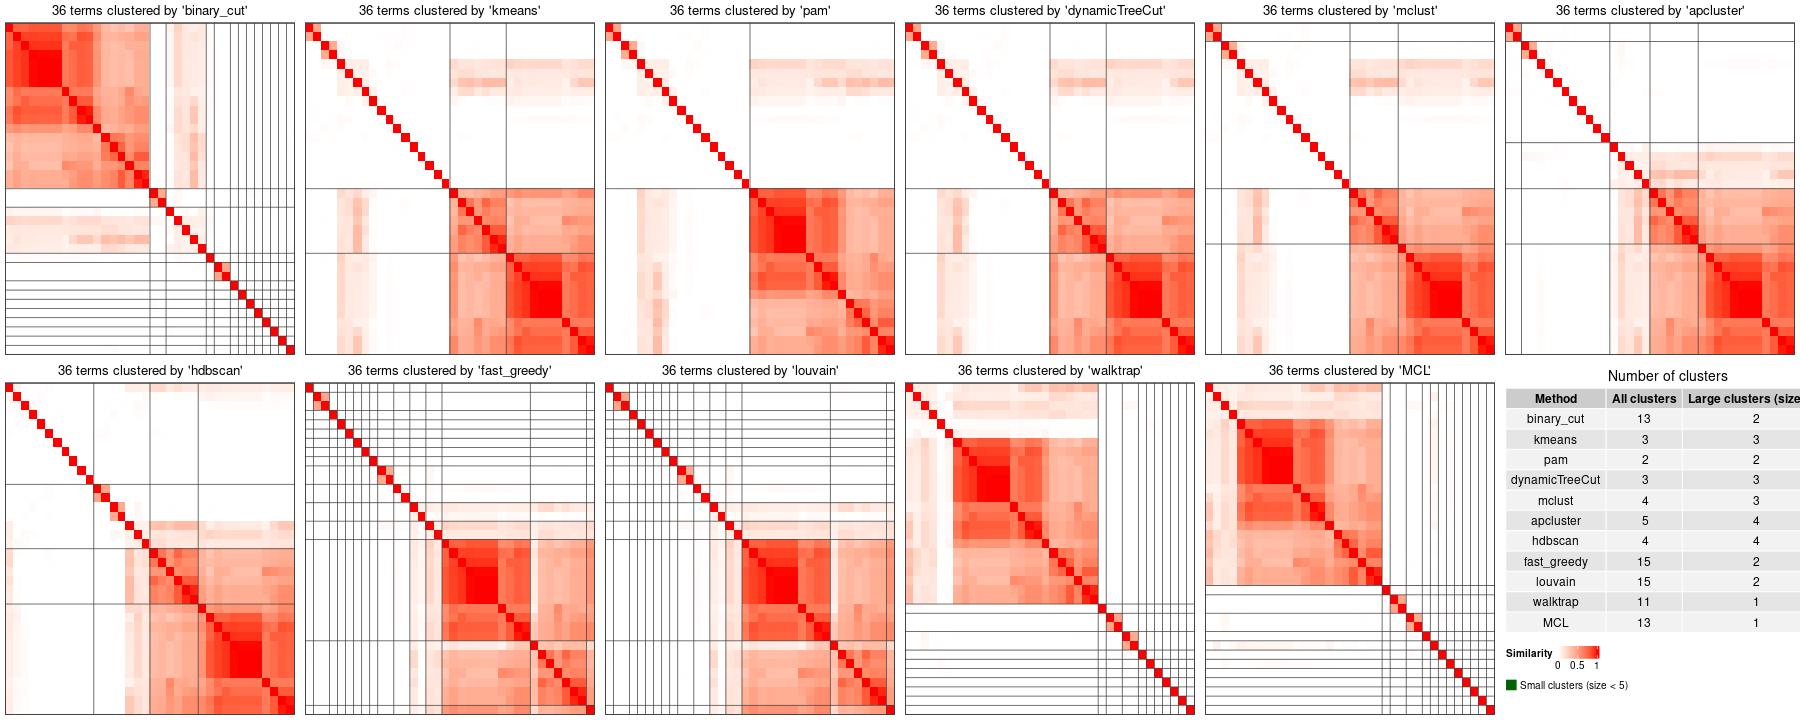 36 terms clustered by 'binary_cut'
36 terms clustered by 'kmeans'
36 terms clustered by 'pam'
36 terms clustered by 'dynamicTreeCut'
36 terms clustered by 'mclust'
36 terms clustered by 'apcluster'
36 terms clustered by 'hdbscan'
36 terms clustered by 'fast_greedy'
36 terms clustered by 'louvain'
36 terms clustered by 'walktrap'
36 terms clustered by 'MCL'
Number of clusters
Method All clusters Large clusters (size
binary_cut 13 2
kmeans 3 3
pam 2 2
dynamicTreeCut 3 3
mclust 4 3
apcluster 5 4
hdbscan 4 4
fast_greedy 15 2
louvain 15 2
walktrap 11 1
MCL 13 1
Similarity
0 0.5 1
Small clusters (size < 5)